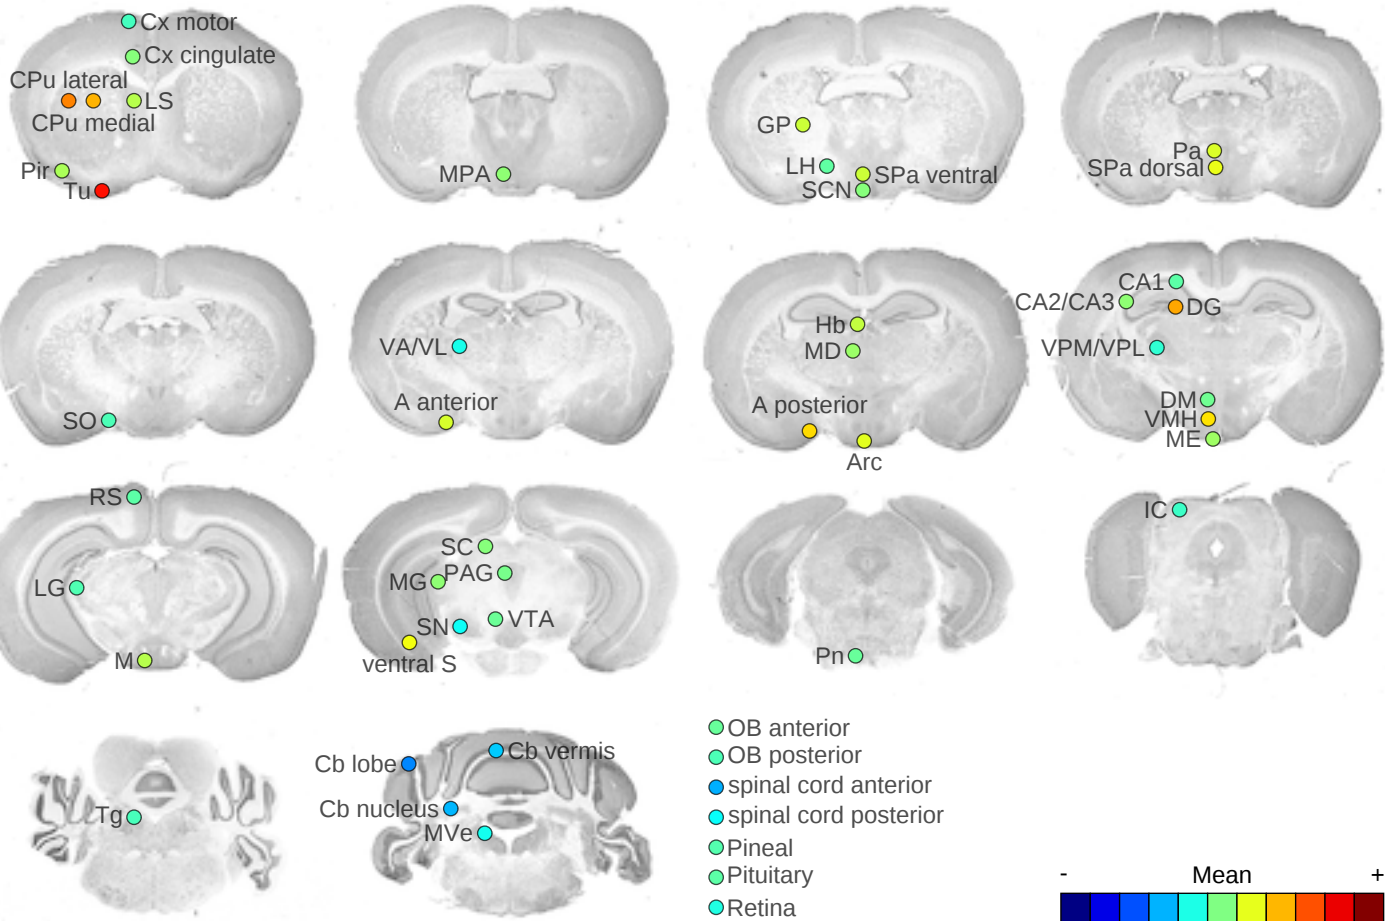 Cx motor
Cx cingulate
CPu lateral
LS
CPu medial
Pir
Tu
MPA
GP
LH
SPa ventral
SCN
Pa
SPa dorsal
SO
VA/VL
A anterior
Hb
MD
A posterior
Arc
CA1
CA2/CA3
DG
VPM/VPL
DM
VMH
ME
RS
LG
M
SC
PAG
MG
VTA
SN
ventral S
Pn
IC
Tg
Cb vermis
Cb lobe
Cb nucleus
MVe
OB anterior
OB posterior
spinal cord anterior
spinal cord posterior
Pineal
Pituitary
Retina
- Mean +